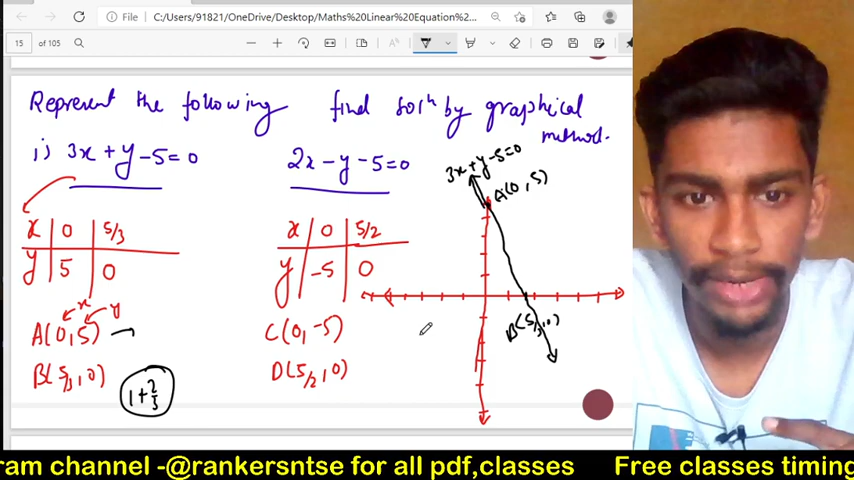 File
C:/Users/91821/OneDrive/Desktop/Maths%20Linear%20Equation%2...
15 of 105
Represent the following find solⁿ by graphical method.
i) 3x + y - 5 = 0
2x - y - 5 = 0
x 0 5/3
y 5 0
x y
A(0, 5)
B(5/3, 0)
1 + 2/3
x 0 5/2
y -5 0
C(0, -5)
D(5/2, 0)
3x + y - 5 = 0
A(0, 5)
B(5/3, 0)
ram channel -@rankersntse for all pdf,classes Free classes timing